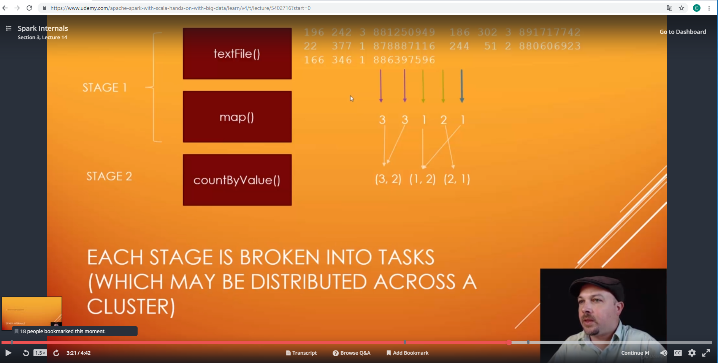 Spark Internals
Section 3, Lecture 14
Go to Dashboard
196 242 3 881250949 186 302 3 891717742
22 377 1 878887116 244 51 2 880606923
166 346 1 886397596
STAGE 1
textFile()
map()
3 3 1 2 1
STAGE 2
countByValue()
(3, 2) (1, 2) (2, 1)
EACH STAGE IS BROKEN INTO TASKS
(WHICH MAY BE DISTRIBUTED ACROSS A
CLUSTER)
18 people bookmarked this moment
3:21 / 4:42
Transcript
Browse Q&A
Add Bookmark
Continue